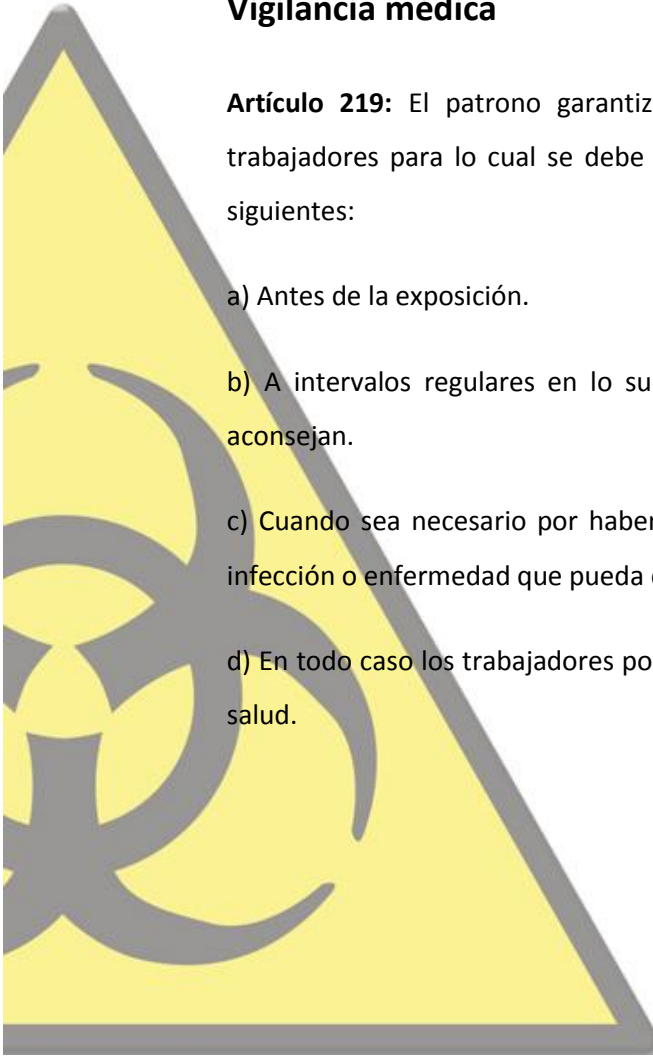 Vigilancia médica
Artículo 219: El patrono garantiz
trabajadores para lo cual se debe
siguientes:
a) Antes de la exposición.
b) A intervalos regulares en lo su
aconsejan.
c) Cuando sea necesario por haber
infección o enfermedad que pueda
d) En todo caso los trabajadores po
salud.